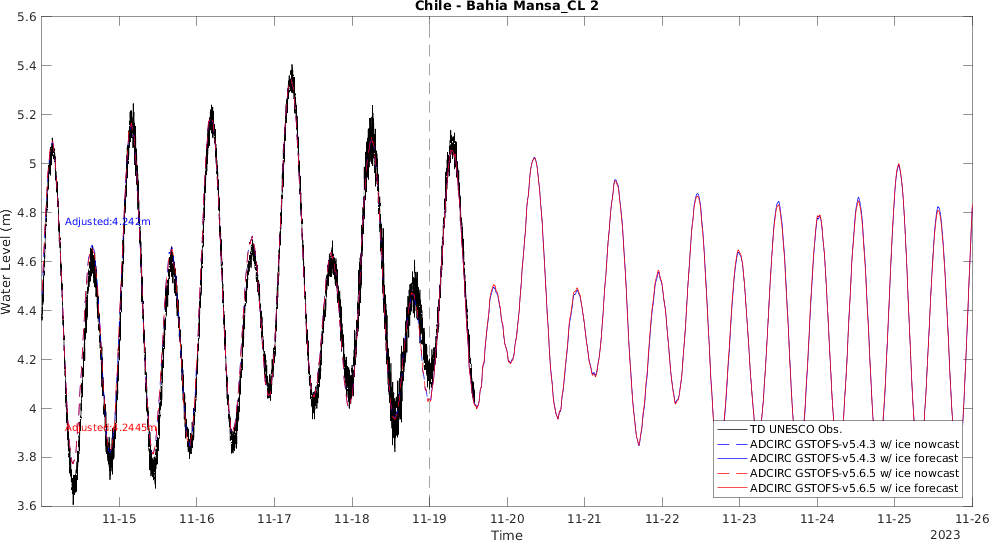 Chile - Bahia Mansa_CL 2
5.6
5.4
5.2
5
4.8
4.6
4.4
4.2
4
3.8
3.6
Water Level (m)
Adjusted:4.242m
Adjusted:4.2445m
TD UNESCO Obs.
ADCIRC GSTOFS-v5.4.3 w/ ice nowcast
ADCIRC GSTOFS-v5.4.3 w/ ice forecast
ADCIRC GSTOFS-v5.6.5 w/ ice nowcast
ADCIRC GSTOFS-v5.6.5 w/ ice forecast
11-15 11-16 11-17 11-18 11-19 11-20 11-21 11-22 11-23 11-24 11-25 11-26
Time
2023